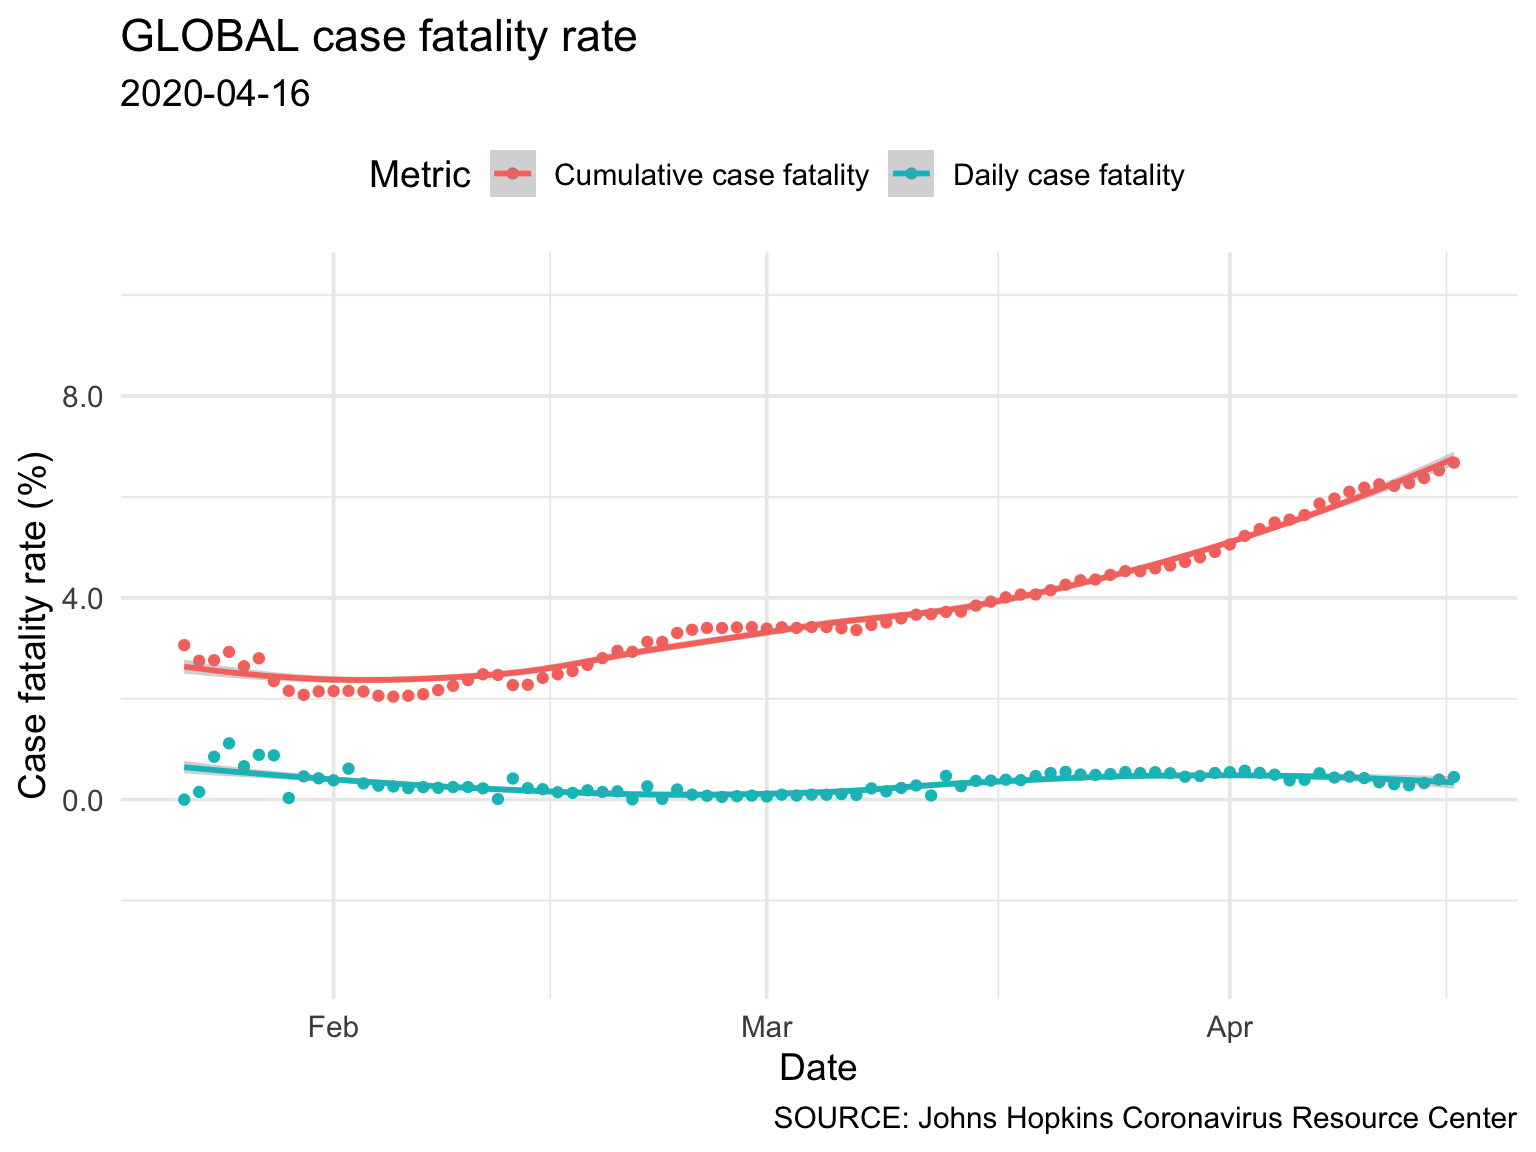 GLOBAL case fatality rate
2020-04-16
Metric Cumulative case fatality Daily case fatality
Case fatality rate (%)
8.0
4.0
0.0
Feb Mar Apr
Date
SOURCE: Johns Hopkins Coronavirus Resource Center